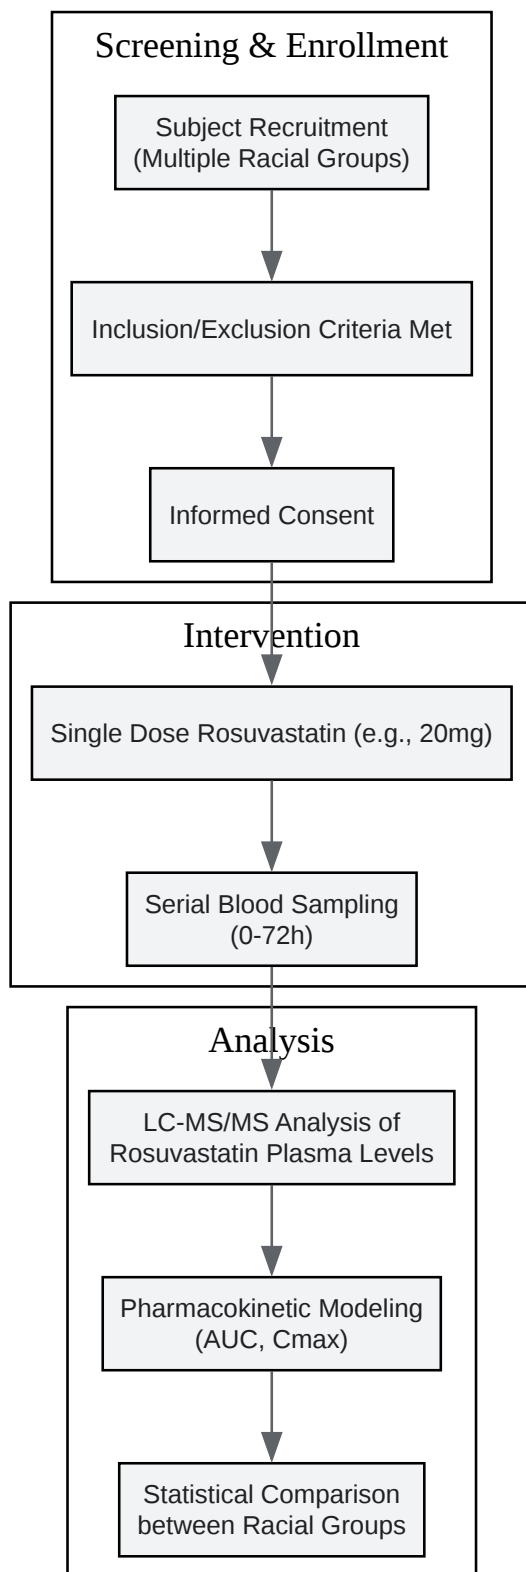 Screening & Enrollment
Subject Recruitment
(Multiple Racial Groups)
Inclusion/Exclusion Criteria Met
Informed Consent
Intervention
Single Dose Rosuvastatin (e.g., 20mg)
Serial Blood Sampling
(0-72h)
Analysis
LC-MS/MS Analysis of
Rosuvastatin Plasma Levels
Pharmacokinetic Modeling
(AUC, Cmax)
Statistical Comparison
between Racial Groups